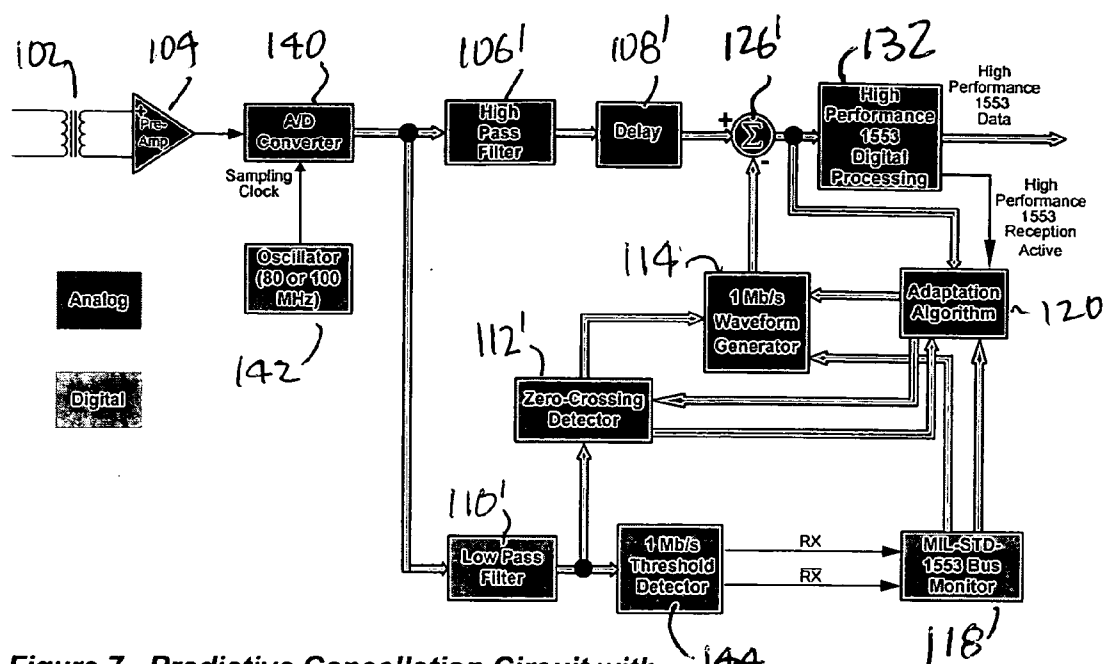 102
104
140
106'
108'
126'
132
+
Pre-
Amp
A/D
Converter
High
Pass
Filter
Delay
+
Σ
-
High
Performance
1553
Digital
Processing
High
Performance
1553
Data
Sampling
Clock
High
Performance
1553
Reception
Active
Oscillator
(80 or 100
MHz)
142
Analog
Digital
114
1 Mb/s
Waveform
Generator
Adaptation
Algorithm
120
112'
Zero-Crossing
Detector
110'
Low Pass
Filter
1 Mb/s
Threshold
Detector
RX
RX
MIL-STD-
1553 Bus
Monitor
144
118'
Figure 7 - Predictive Cancellation Circuit with